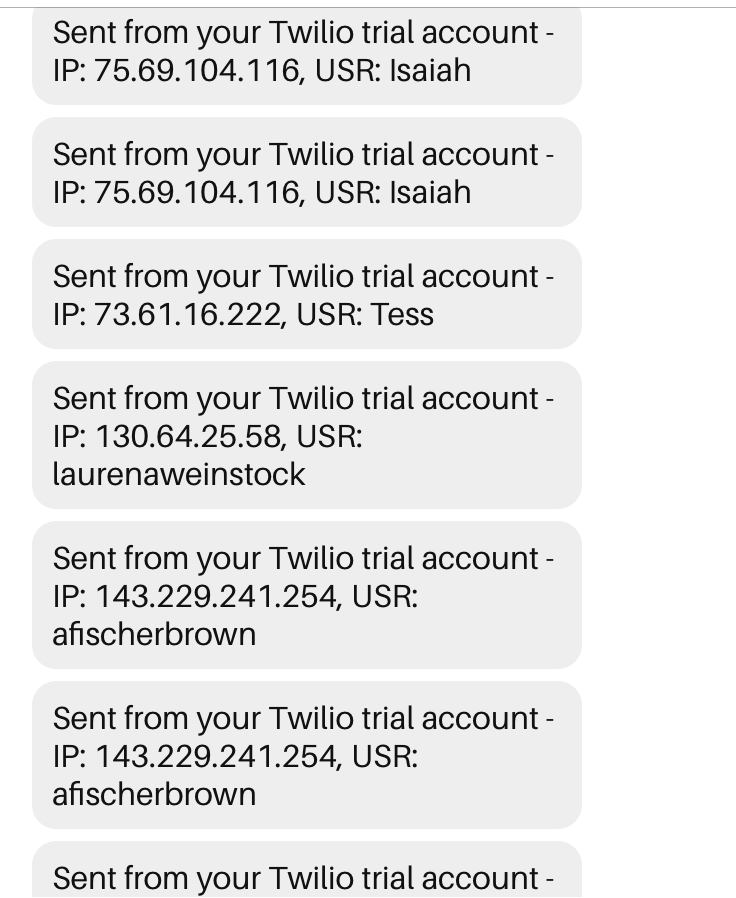 Sent from your Twilio trial account -
IP: 75.69.104.116, USR: Isaiah
Sent from your Twilio trial account -
IP: 75.69.104.116, USR: Isaiah
Sent from your Twilio trial account -
IP: 73.61.16.222, USR: Tess
Sent from your Twilio trial account -
IP: 130.64.25.58, USR:
laurenaweinstock
Sent from your Twilio trial account -
IP: 143.229.241.254, USR:
afischerbrown
Sent from your Twilio trial account -
IP: 143.229.241.254, USR:
afischerbrown
Sent from your Twilio trial account -